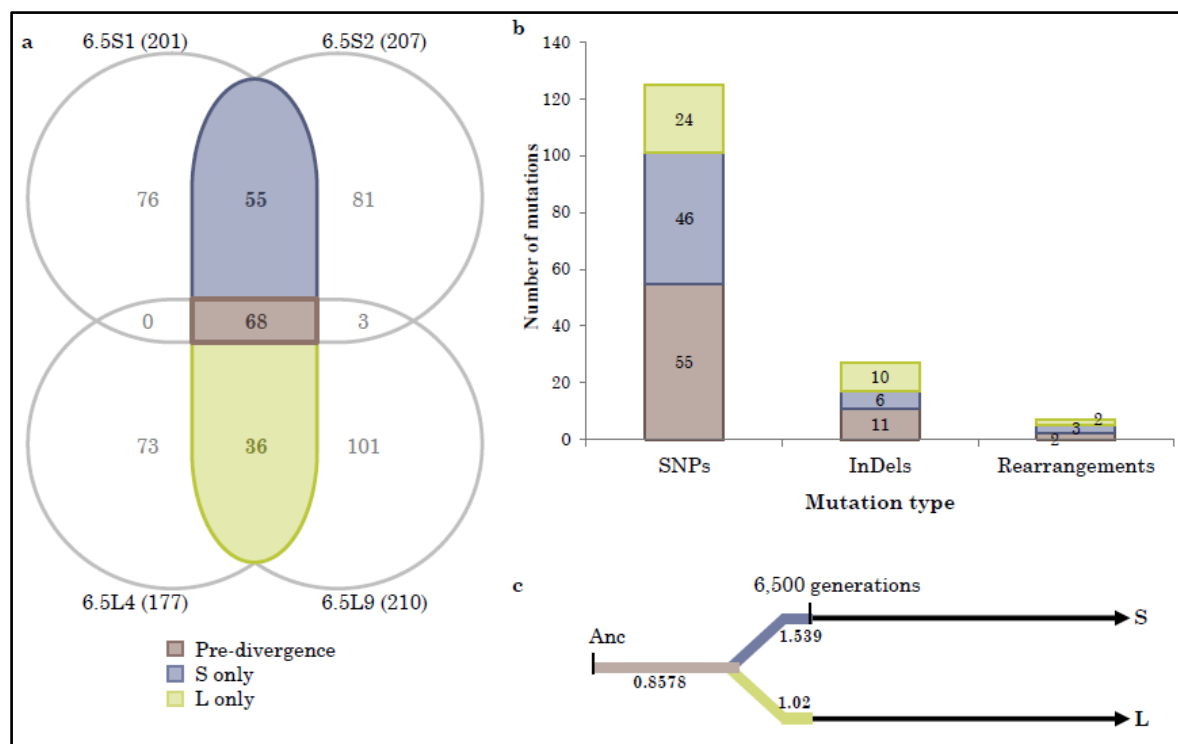 a
6.5S1 (201)
6.5S2 (207)
76
55
81
0
68
3
73
36
101
6.5L4 (177)
6.5L9 (210)
Pre-divergence
S only
L only
b
Number of mutations
140
120
100
80
60
40
20
0
24
46
55
10
6
11
2
3
2
SNPs
InDels
Rearrangements
Mutation type
c
6,500 generations
Anc
0.8578
1.539
S
1.02
L